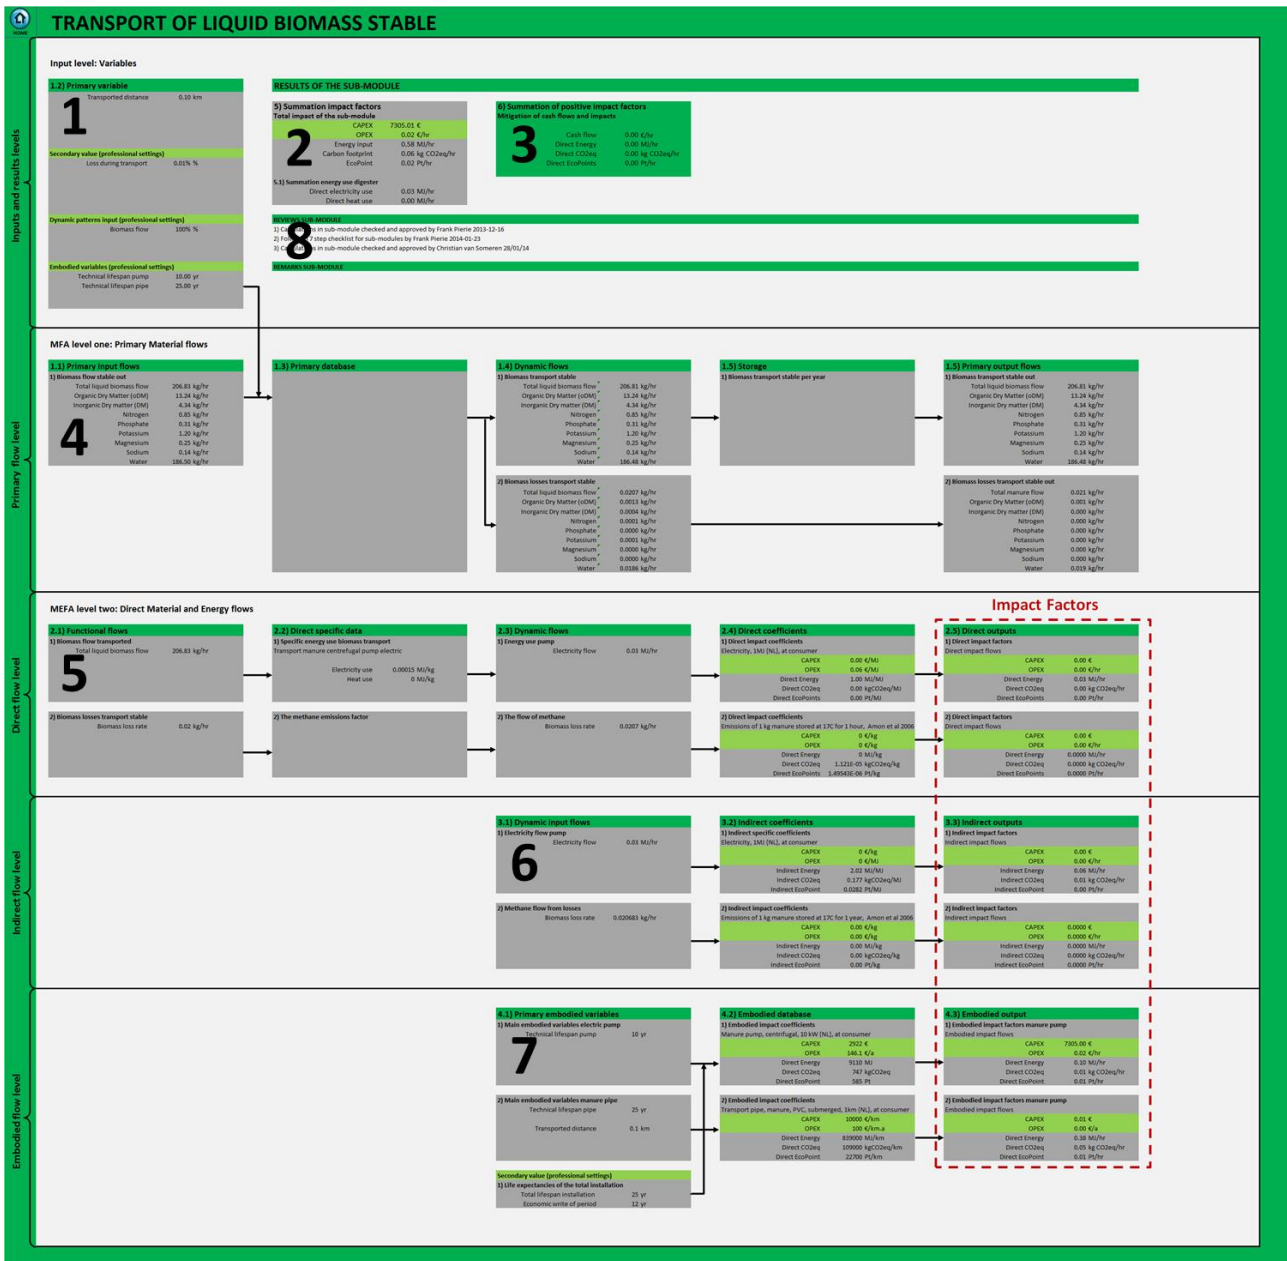 HOME
TRANSPORT OF LIQUID BIOMASS STABLE
Inputs and results levels
Input level: Variables
1.2) Primary variable
Transported distance 0.10 km
1
Secondary value (professional settings)
Loss during transport 0.01% %
Dynamic patterns input (professional settings)
Biomass flow 100% %
Embodied variables (professional settings)
Technical lifespan pump 10.00 yr
Technical lifespan pipe 25.00 yr
RESULTS OF THE SUB-MODULE
5) Summation impact factors
Total impact of the sub-module
CAPEX 7305.01 €
OPEX 0.02 €/hr
Energy input 0.58 MJ/hr
Carbon footprint 0.06 kg CO2eq/hr
EcoPoint 0.02 Pt/hr
2
5.1) Summation energy use digester
Direct electricity use 0.03 MJ/hr
Direct heat use 0.00 MJ/hr
6) Summation of positive impact factors
Mitigation of cash flows and impacts
Cash flow 0.00 €/hr
Direct Energy 0.00 MJ/hr
Direct CO2eq 0.00 kg CO2eq/hr
Direct EcoPoints 0.00 Pt/hr
3
REVIEWS SUB-MODULE
1) in sub-module checked and approved by Frank Pierie 2013-12-16
2) 7 step checklist for sub-modules by Frank Pierie 2014-01-23
3) in sub-module checked and approved by Christian van Someren 28/01/14
8
REMARKS SUB-MODULE
Primary flow level
MFA level one: Primary Material flows
1.1) Primary input flows
1) Biomass flow stable out
Total liquid biomass flow 206.83 kg/hr
Organic Dry Matter (oDM) 13.24 kg/hr
Inorganic Dry matter (DM) 4.34 kg/hr
Nitrogen 0.85 kg/hr
Phosphate 0.31 kg/hr
Potassium 1.20 kg/hr
Magnesium 0.25 kg/hr
Sodium 0.14 kg/hr
Water 186.50 kg/hr
4
1.3) Primary database
1.4) Dynamic flows
1) Biomass transport stable
Total liquid biomass flow 206.81 kg/hr
Organic Dry Matter (oDM) 13.24 kg/hr
Inorganic Dry matter (DM) 4.34 kg/hr
Nitrogen 0.85 kg/hr
Phosphate 0.31 kg/hr
Potassium 1.20 kg/hr
Magnesium 0.25 kg/hr
Sodium 0.14 kg/hr
Water 186.48 kg/hr
2) Biomass losses transport stable
Total liquid biomass flow 0.0207 kg/hr
Organic Dry Matter (oDM) 0.0013 kg/hr
Inorganic Dry matter (DM) 0.0004 kg/hr
Nitrogen 0.0001 kg/hr
Phosphate 0.0000 kg/hr
Potassium 0.0001 kg/hr
Magnesium 0.0000 kg/hr
Sodium 0.0000 kg/hr
Water 0.0186 kg/hr
1.5) Storage
1) Biomass transport stable per year
1.5) Primary output flows
1) Biomass transport stable out
Total liquid biomass flow 206.81 kg/hr
Organic Dry Matter (oDM) 13.24 kg/hr
Inorganic Dry matter (DM) 4.34 kg/hr
Nitrogen 0.85 kg/hr
Phosphate 0.31 kg/hr
Potassium 1.20 kg/hr
Magnesium 0.25 kg/hr
Sodium 0.14 kg/hr
Water 186.48 kg/hr
2) Biomass losses transport stable out
Total manure flow 0.021 kg/hr
Organic Dry Matter (oDM) 0.001 kg/hr
Inorganic Dry matter (DM) 0.000 kg/hr
Nitrogen 0.000 kg/hr
Phosphate 0.000 kg/hr
Potassium 0.000 kg/hr
Magnesium 0.000 kg/hr
Sodium 0.000 kg/hr
Water 0.019 kg/hr
Direct flow level
MEFA level two: Direct Material and Energy flows
Impact Factors
2.1) Functional flows
1) Biomass flow transported
Total liquid biomass flow 206.83 kg/hr
5
2) Biomass losses transport stable
Biomass loss rate 0.02 kg/hr
2.2) Direct specific data
1) Specific energy use biomass transport
Transport manure centrefugal pump electric
Electricity use 0.00015 MJ/kg
Heat use 0 MJ/kg
2) The methane emissions factor
2.3) Dynamic flows
1) Energy use pump
Electricity flow 0.03 MJ/hr
2) The flow of methane
Biomass loss rate 0.0207 kg/hr
2.4) Direct coefficients
1) Direct impact coefficients
Electricity, 1MJ (NL), at consumer
CAPEX 0.00 €/MJ
OPEX 0.06 €/MJ
Direct Energy 1.00 MJ/MJ
Direct CO2eq 0.00 kgCO2eq/MJ
Direct EcoPoints 0.00 Pt/MJ
2) Direct impact coefficients
Emissions of 1 kg manure stored at 17C for 1 hour, Amon et al 2006
CAPEX 0 €/kg
OPEX 0 €/kg
Direct Energy 0 MJ/kg
Direct CO2eq 1.121E-05 kgCO2eq/kg
Direct EcoPoints 1.49543E-06 Pt/kg
2.5) Direct outputs
1) Direct impact factors
Direct impact flows
CAPEX 0.00 €
OPEX 0.00 €/hr
Direct Energy 0.03 MJ/hr
Direct CO2eq 0.00 kg CO2eq/hr
Direct EcoPoints 0.00 Pt/hr
2) Direct impact factors
Direct impact flows
CAPEX 0.00 €
OPEX 0.00 €/hr
Direct Energy 0.0000 MJ/hr
Direct CO2eq 0.0000 kg CO2eq/hr
Direct EcoPoints 0.0000 Pt/hr
Indirect flow level
3.1) Dynamic input flows
1) Electricity flow pump
Electricity flow 0.03 MJ/hr
6
2) Methane flow from losses
Biomass loss rate 0.020683 kg/hr
3.2) Indirect coefficients
1) Indirect specific coefficients
Electricity, 1MJ (NL), at consumer
CAPEX 0 €/kg
OPEX 0 €/MJ
Indirect Energy 2.02 MJ/MJ
Indirect CO2eq 0.177 kgCO2eq/MJ
Indirect EcoPoint 0.0282 Pt/MJ
2) Indirect impact coefficients
Emissions of 1 kg manure stored at 17C for 1 year, Amon et al 2006
CAPEX 0.00 €/kg
OPEX 0.00 €/kg
Indirect Energy 0.00 MJ/kg
Indirect CO2eq 0.00 kgCO2eq/kg
Indirect EcoPoint 0.00 Pt/kg
3.3) Indirect outputs
1) Indirect impact factors
Indirect impact flows
CAPEX 0.00 €
OPEX 0.00 €/hr
Indirect Energy 0.06 MJ/hr
Indirect CO2eq 0.01 kg CO2eq/hr
Indirect EcoPoint 0.00 Pt/hr
2) Indirect impact factors
Indirect impact flows
CAPEX 0.0000 €
OPEX 0.0000 €/hr
Indirect Energy 0.0000 MJ/hr
Indirect CO2eq 0.0000 kg CO2eq/hr
Indirect EcoPoint 0.0000 Pt/hr
Embodied flow level
4.1) Primary embodied variables
1) Main embodied variables electric pump
Technical lifespan pump 10 yr
7
2) Main embodied variables manure pipe
Technical lifespan pipe 25 yr
Transported distance 0.1 km
Secondary value (professional settings)
1) Life expectancies of the total installation
Total lifespan installation 25 yr
Economic write of period 12 yr
4.2) Embodied database
1) Embodied impact coefficients
Manure pump, centrifugal, 10 kW (NL), at consumer
CAPEX 2922 €
OPEX 146.1 €/a
Direct Energy 9110 MJ
Direct CO2eq 747 kgCO2eq
Direct EcoPoint 585 Pt
2) Embodied impact coefficients
Transport pipe, manure, PVC, submerged, 1km (NL), at consumer
CAPEX 10000 €/km
OPEX 100 €/km.a
Direct Energy 839000 MJ/km
Direct CO2eq 109000 kgCO2eq/km
Direct EcoPoint 22700 Pt/km
4.3) Embodied output
1) Embodied impact factors manure pump
Embodied impact flows
CAPEX 7305.00 €
OPEX 0.02 €/hr
Direct Energy 0.10 MJ/hr
Direct CO2eq 0.01 kg CO2eq/hr
Direct EcoPoint 0.01 Pt/hr
2) Embodied impact factors manure pump
Embodied impact flows
CAPEX 0.01 €
OPEX 0.00 €/a
Direct Energy 0.38 MJ/hr
Direct CO2eq 0.05 kg CO2eq/hr
Direct EcoPoint 0.01 Pt/hr